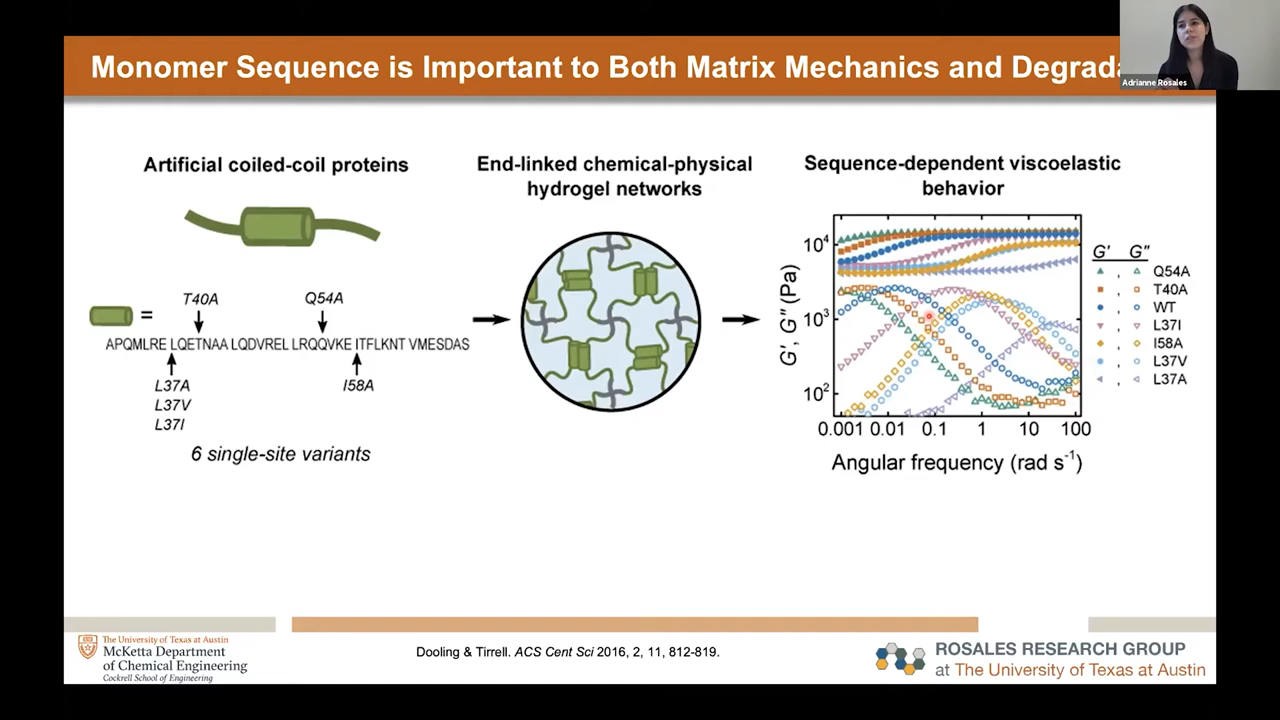 Monomer Sequence is Important to Both Matrix Mechanics and Degrada
Adrianne Rosales
Artificial coiled-coil proteins
T40A
Q54A
=
APQMLRE LQETNAA LQDVREL LRQQVKE ITFLKNT VMESDAS
L37A
L37V
L37I
I58A
6 single-site variants
End-linked chemical-physical
hydrogel networks
Sequence-dependent viscoelastic
behavior
G', G" (Pa)
10⁴
10³
10²
0.001 0.01 0.1 1 10 100
Angular frequency (rad s⁻¹)
G' G"
, Q54A
, T40A
, WT
, L37I
, I58A
, L37V
, L37A
The University of Texas at Austin
McKetta Department
of Chemical Engineering
Cockrell School of Engineering
Dooling & Tirrell. ACS Cent Sci 2016, 2, 11, 812-819.
ROSALES RESEARCH GROUP
at The University of Texas at Austin